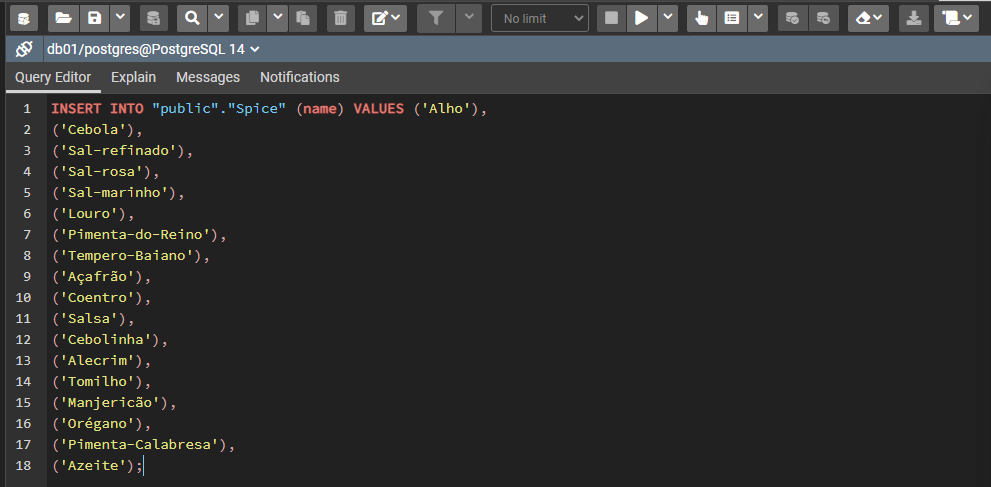 No limit
db01/postgres@PostgreSQL 14
Query Editor Explain Messages Notifications
1 INSERT INTO "public"."Spice" (name) VALUES ('Alho'),
2 ('Cebola'),
3 ('Sal-refinado'),
4 ('Sal-rosa'),
5 ('Sal-marinho'),
6 ('Louro'),
7 ('Pimenta-do-Reino'),
8 ('Tempero-Baiano'),
9 ('Açafrão'),
10 ('Coentro'),
11 ('Salsa'),
12 ('Cebolinha'),
13 ('Alecrim'),
14 ('Tomilho'),
15 ('Manjericão'),
16 ('Orégano'),
17 ('Pimenta-Calabresa'),
18 ('Azeite');